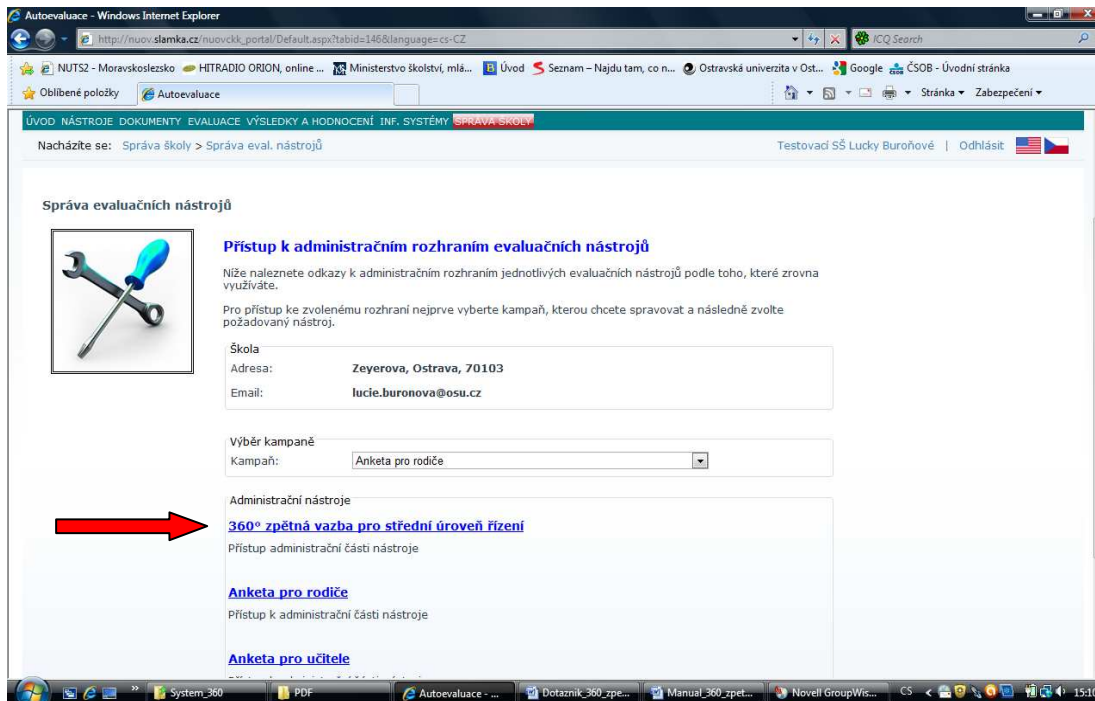 Autoevaluace - Windows Internet Explorer
http://nuov.slamka.cz/nuovckk_portal/Default.aspx?tabid=146&language=cs-CZ
ICQ Search
NUTS2 - Moravskoslezsko HITRADIO ORION, online ... Ministerstvo školství, mlá... Úvod Seznam – Najdu tam, co n... Ostravská univerzita v Ost... Google ČSOB - Úvodní stránka
Oblíbené položky Autoevaluace Stránka Zabezpečení
ÚVOD NÁSTROJE DOKUMENTY EVALUACE VÝSLEDKY A HODNOCENÍ INF. SYSTÉMY SPRÁVA ŠKOLY
Nacházíte se: Správa školy > Správa eval. nástrojů Testovací SŠ Lucky Buroňové | Odhlásit
Správa evaluačních nástrojů
Přístup k administračním rozhraním evaluačních nástrojů
Níže naleznete odkazy k administračním rozhraním jednotlivých evaluačních nástrojů podle toho, které zrovna
využíváte.
Pro přístup ke zvolenému rozhraní nejprve vyberte kampaň, kterou chcete spravovat a následně zvolte
požadovaný nástroj.
Škola
Adresa: Zeyerova, Ostrava, 70103
Email: lucie.buronova@osu.cz
Výběr kampaně
Kampaň: Anketa pro rodiče
Administrační nástroje
360° zpětná vazba pro střední úroveň řízení
Přístup administrační části nástroje
Anketa pro rodiče
Přístup k administrační části nástroje
Anketa pro učitele
System_360 PDF Autoevaluace - ... Dotaznik_360_zpe... Manual_360_zpet... Novell GroupWis... CS 15:10